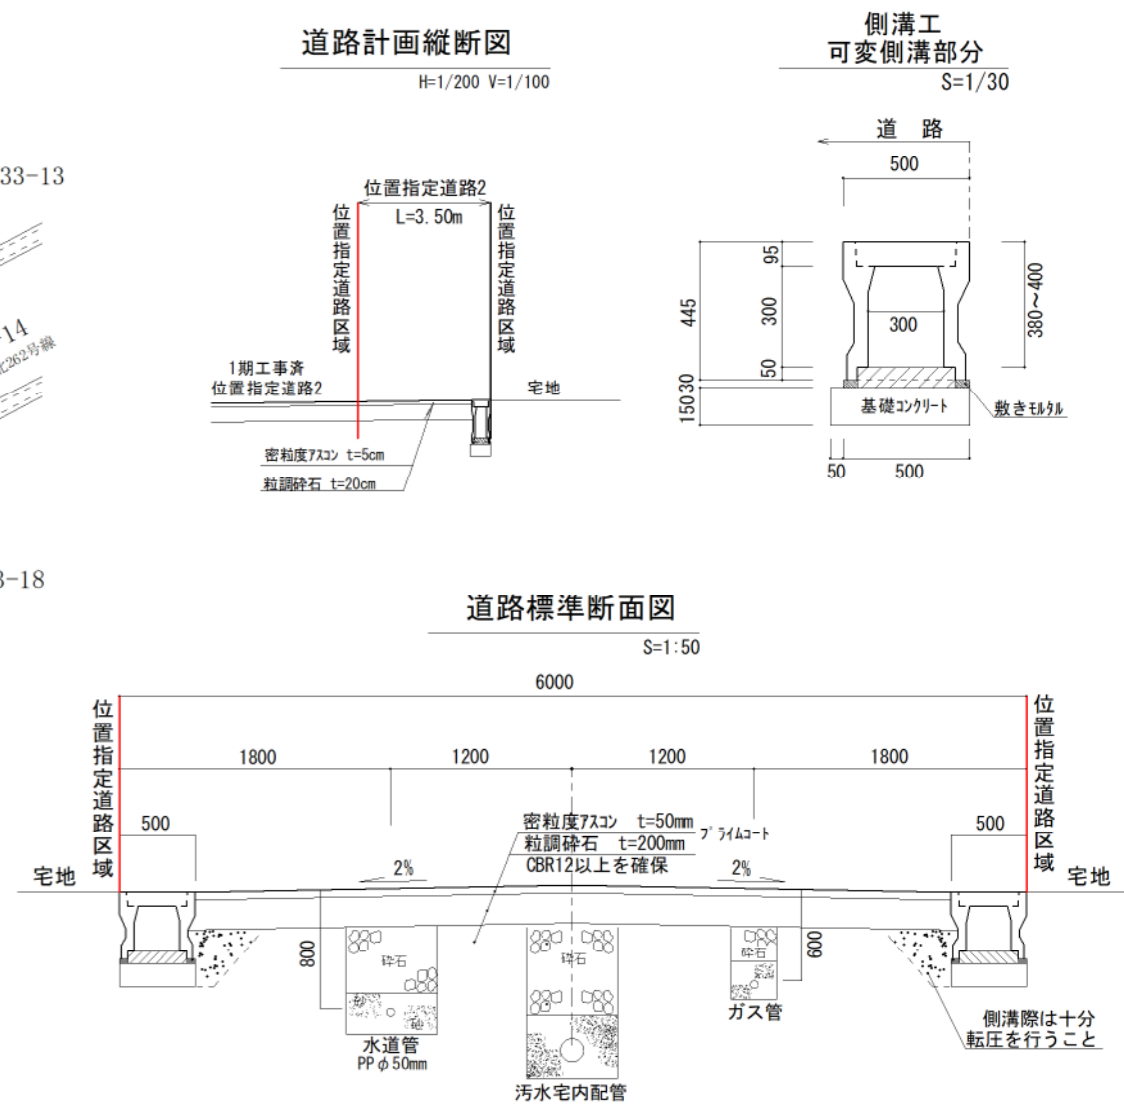 道路計画縦断図
H=1/200 V=1/100
側溝工
可変側溝部分
S=1/30
33-13
-14
北262号線
3-18
位置指定道路2
L=3.50m
位置指定道路区域
位置指定道路区域
1期工事済
位置指定道路2
宅地
密粒度アスコン t=5cm
粒調砕石 t=20cm
道 路
500
95
300
50
445
30
150
300
380～400
基礎コンクリート
敷きモルタル
50
500
道路標準断面図
S=1:50
6000
位置指定道路区域
位置指定道路区域
1800
1200
1200
1800
500
500
密粒度アスコン t=50mm
粒調砕石 t=200mm
プライムコート
CBR12以上を確保
2%
2%
宅地
宅地
800
600
砕石
砕石
砕石
水道管
PPφ50mm
汚水宅内配管
ガス管
側溝際は十分
転圧を行うこと